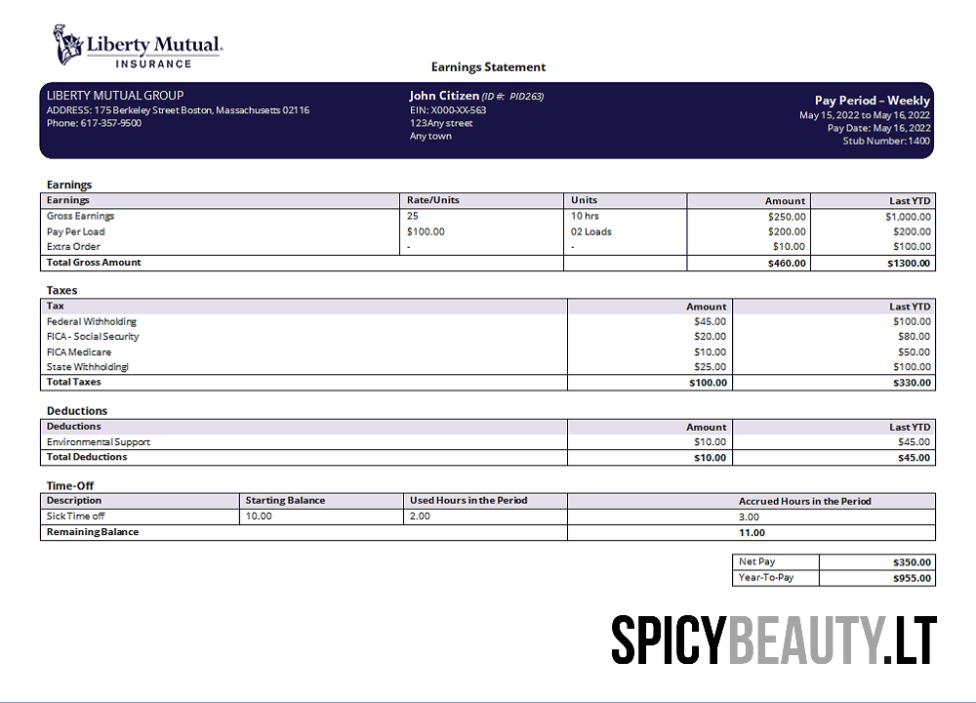 Liberty Mutual.
INSURANCE
Earnings Statement
LIBERTY MUTUAL GROUP
ADDRESS: 175 Berkeley Street Boston, Massachusetts 02116
Phone: 617-357-9500
John Citizen (ID #: PID263)
EIN: X000-XX-563
123Any street
Any town
Pay Period – Weekly
May 15, 2022 to May 16, 2022
Pay Date: May 16, 2022
Stub Number: 1400
Earnings
Earnings Rate/Units Units Amount Last YTD
Gross Earnings 25 10 hrs $250.00 $1,000.00
Pay Per Load $100.00 02 Loads $200.00 $200.00
Extra Order - - $10.00 $100.00
Total Gross Amount $460.00 $1300.00
Taxes
Tax Amount Last YTD
Federal Withholding $45.00 $100.00
FICA - Social Security $20.00 $80.00
FICA Medicare $10.00 $50.00
State Withholdingi $25.00 $100.00
Total Taxes $100.00 $330.00
Deductions
Deductions Amount Last YTD
Environmental Support $10.00 $45.00
Total Deductions $10.00 $45.00
Time-Off
Description Starting Balance Used Hours in the Period Accrued Hours in the Period
Sick Time off 10.00 2.00 3.00
Remaining Balance 11.00
Net Pay $350.00
Year-To-Pay $955.00
SPICYBEAUTY.LT